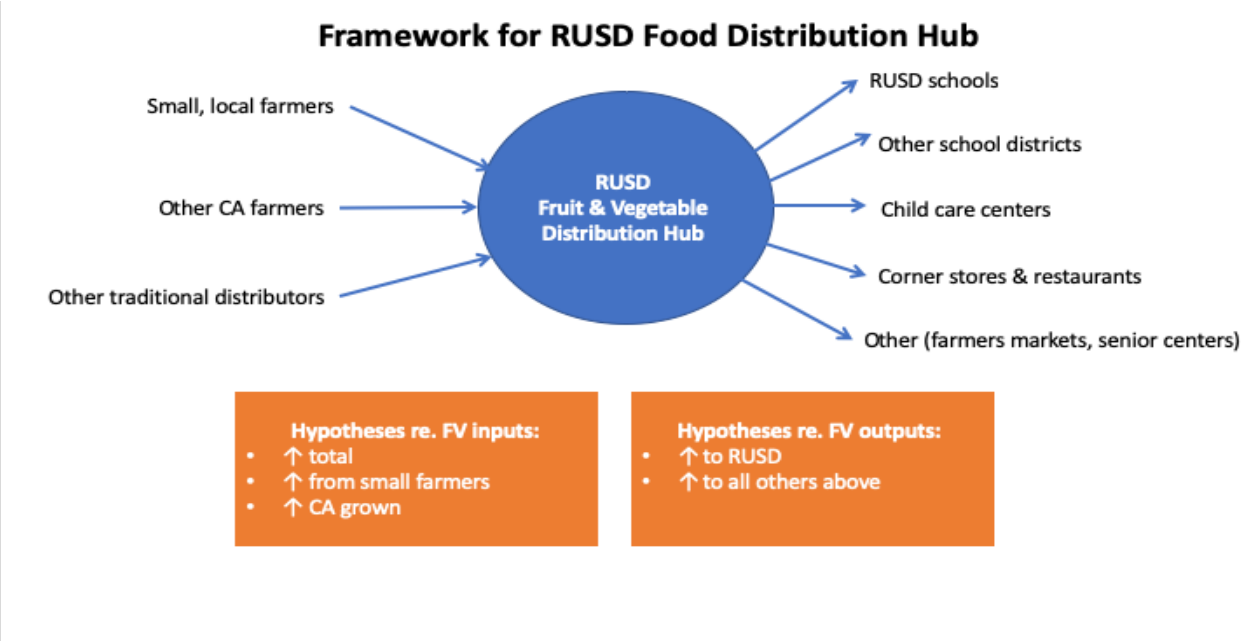 Framework for RUSD Food Distribution Hub
Small, local farmers
Other CA farmers
Other traditional distributors
RUSD
Fruit & Vegetable
Distribution Hub
RUSD schools
Other school districts
Child care centers
Corner stores & restaurants
Other (farmers markets, senior centers)
Hypotheses re. FV inputs:
• ↑ total
• ↑ from small farmers
• ↑ CA grown
Hypotheses re. FV outputs:
• ↑ to RUSD
• ↑ to all others above